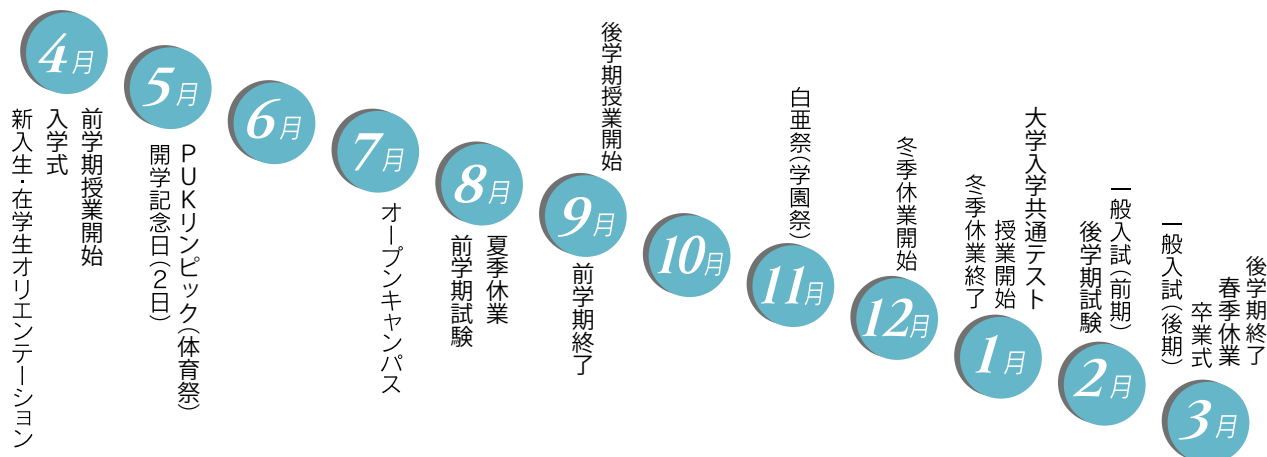 4月
新入生・在学生オリエンテーション
入学式
前学期授業開始
5月
開学記念日(2日)
PUKリンピック(体育祭)
6月
7月
オープンキャンパス
8月
前学期試験
夏季休業
9月
前学期終了
後学期授業開始
10月
11月
白亜祭(学園祭)
12月
冬季休業開始
1月
冬季休業終了
授業開始
大学入学共通テスト
2月
後学期試験
一般入試(前期)
3月
一般入試(後期)
卒業式
春季休業
後学期終了